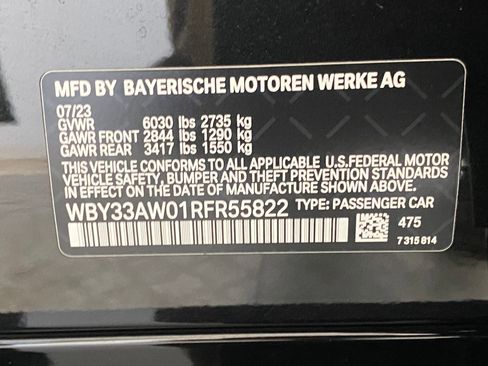 MFD BY BAYERISCHE MOTOREN WERKE AG
07/23
GVWR 6030 lbs 2735 kg
GAWR FRONT 2844 lbs 1290 kg
GAWR REAR 3417 lbs 1550 kg
THIS VEHICLE CONFORMS TO ALL APPLICABLE U.S.FEDERAL MOTOR
VEHICLE SAFETY, BUMPER AND THEFT PREVENTION STANDARDS
IN EFFECT ON THE DATE OF MANUFACTURE SHOWN ABOVE.
WBY33AW01RFR55822 TYPE: PASSENGER CAR
475
7 315 814